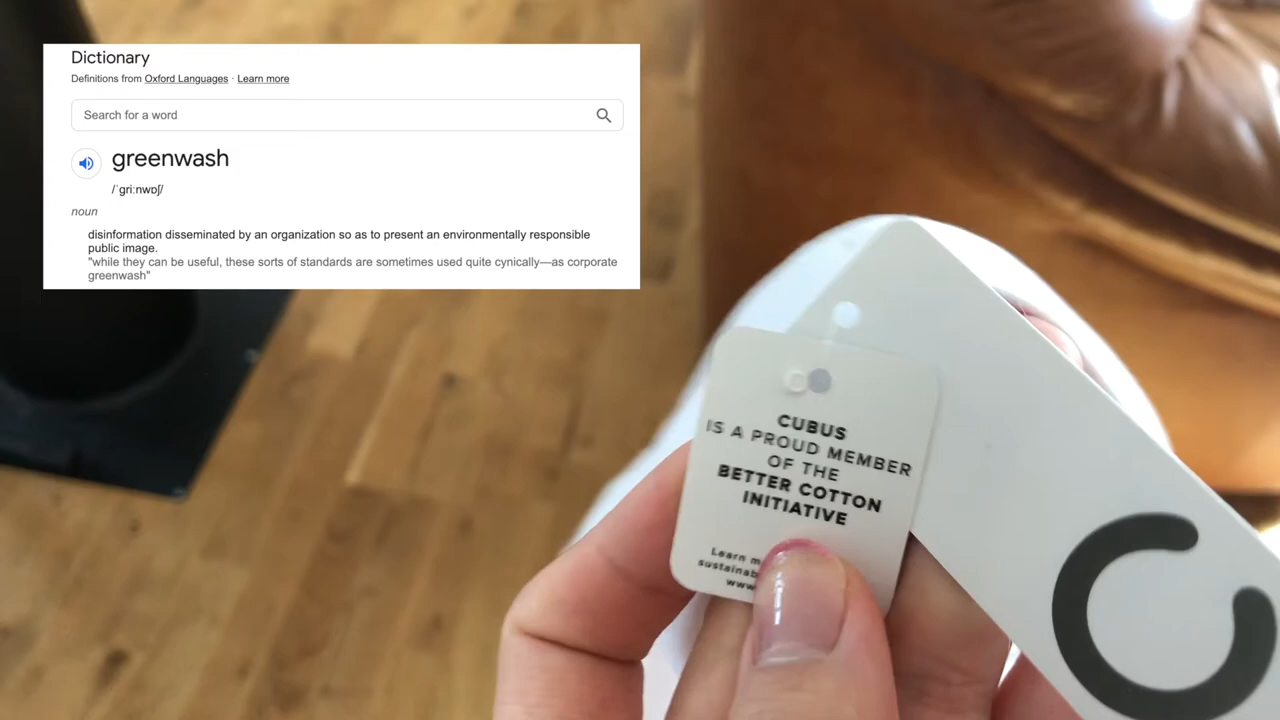 Dictionary
Definitions from Oxford Languages · Learn more
Search for a word
greenwash
/ˈɡriːnwɒʃ/
noun
disinformation disseminated by an organization so as to present an environmentally responsible
public image.
"while they can be useful, these sorts of standards are sometimes used quite cynically—as corporate
greenwash"
CUBUS
IS A PROUD MEMBER
OF THE
BETTER COTTON
INITIATIVE
Learn
www